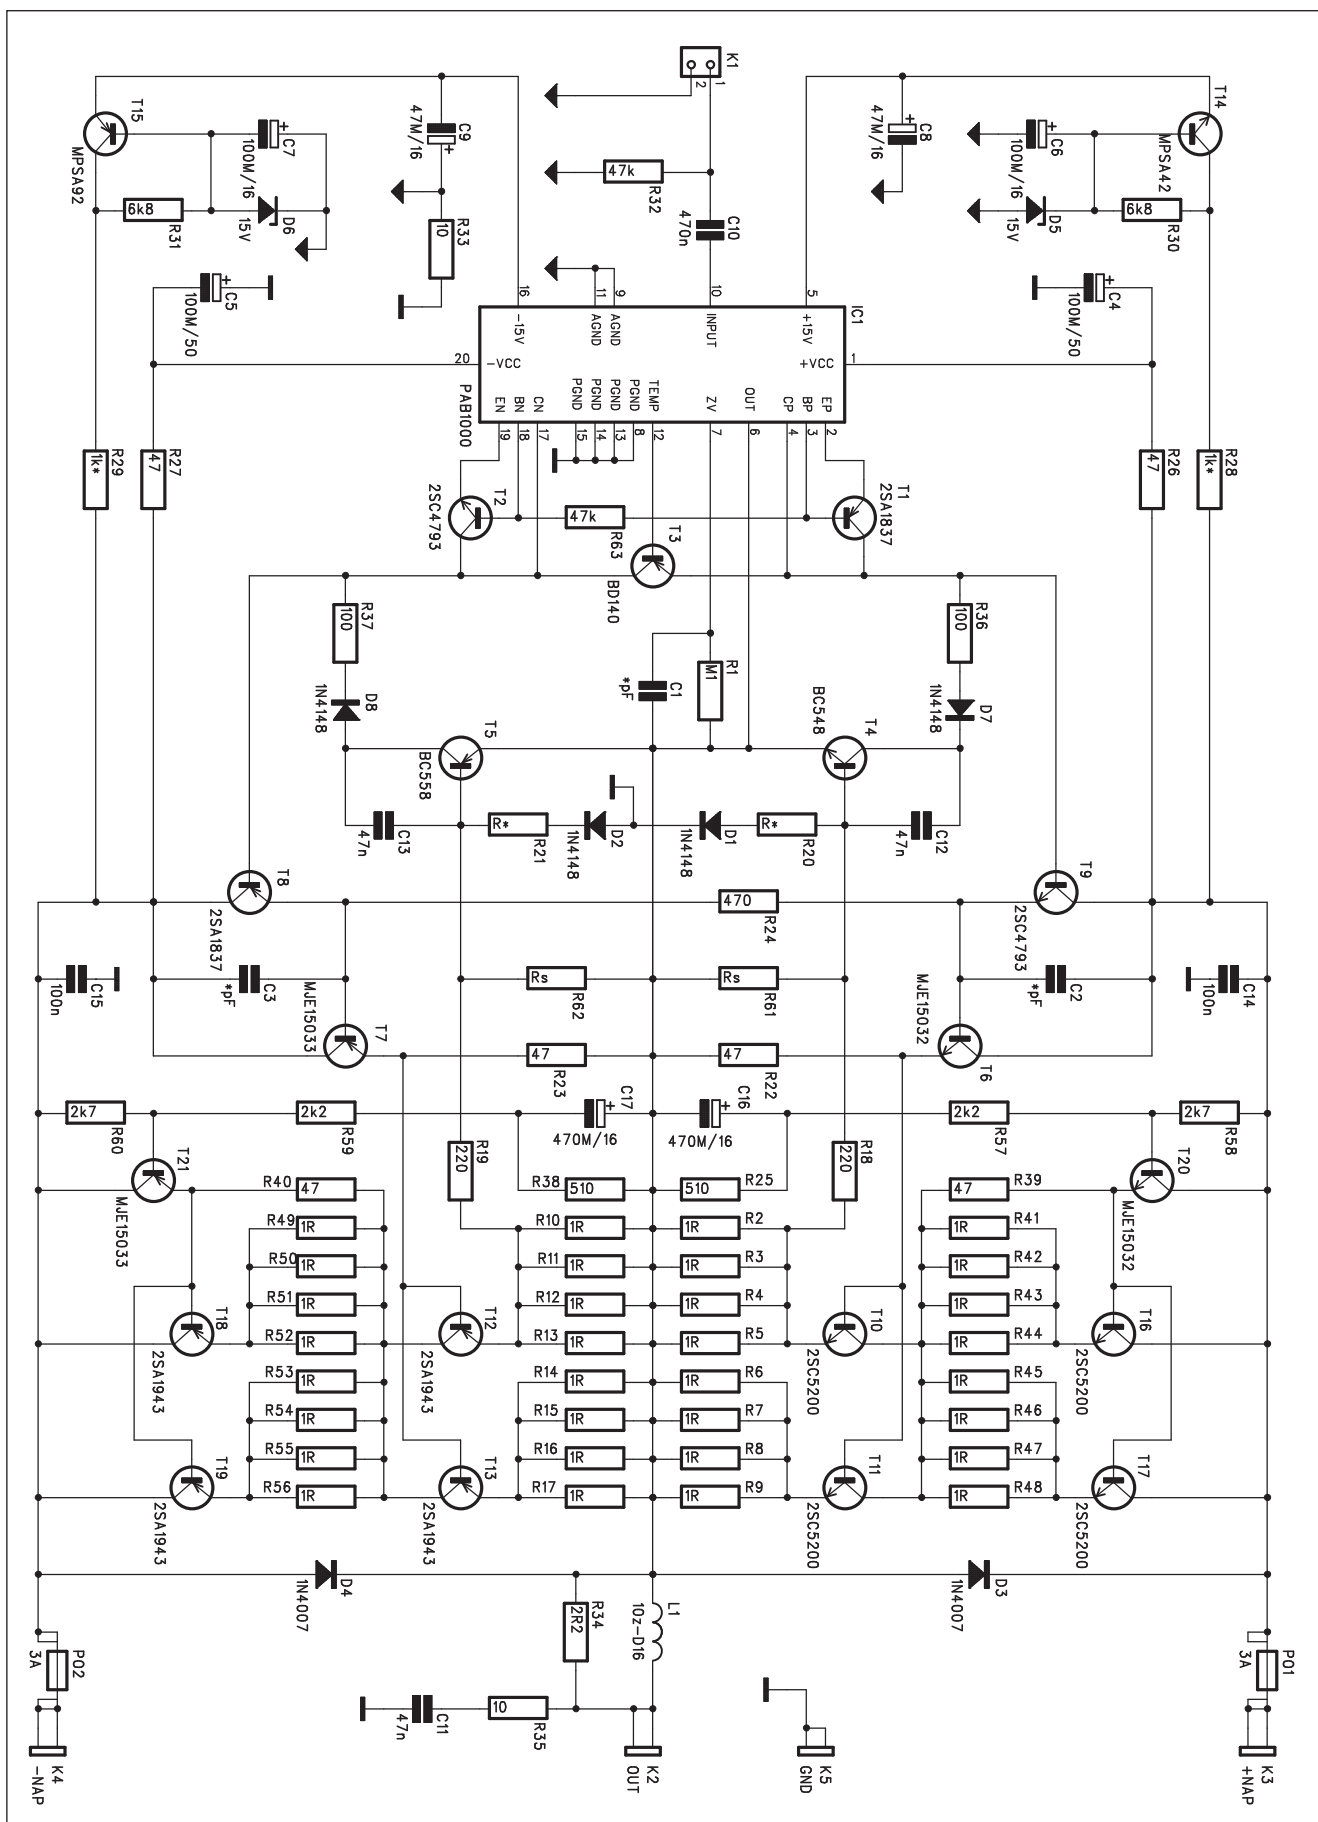 K1
1
2
T15
MPSA92
C7
+
100M/16
D6
15V
R31
6k8
C9
+
47M/16
R33
10
R32
47k
C10
470n
C8
+
47M/16
T14
MPSA42
C6
+
100M/16
D5
15V
R30
6k8
C5
+
100M/50
C4
+
100M/50
IC1
PAB1000
16
-15V
11
AGND
9
AGND
10
INPUT
5
+15V
20
-VCC
1
+VCC
19
EN
18
BN
17
CN
15
PGND
14
PGND
13
PGND
8
PGND
12
TEMP
7
ZV
6
OUT
4
CP
3
BP
2
EP
R29
1k*
R27
47
R26
47
R28
1k*
T2
2SC4793
R63
47k
T3
BD140
T1
2SA1837
R37
100
D8
1N4148
C1
*pF
R1
M1
R36
100
D7
1N4148
T5
BC558
T4
BC548
C13
47n
R21
R*
D2
1N4148
D1
1N4148
R20
R*
C12
47n
T8
2SA1837
R24
470
T9
2SC4793
C15
100n
C3
*pF
R62
Rs
R61
Rs
C2
*pF
C14
100n
T7
MJE15033
R23
47
R22
47
T6
MJE15032
R60
2k7
R59
2k2
C17
+
470M/16
C16
+
470M/16
R57
2k2
R58
2k7
T21
MJE15033
R19
220
R18
220
T20
MJE15032
R40
47
R38
510
R25
510
R39
47
R49
1R
R10
1R
R2
1R
R41
1R
R50
1R
R11
1R
R3
1R
R42
1R
R51
1R
R12
1R
R4
1R
R43
1R
T18
2SA1943
R52
1R
T12
2SA1943
R13
1R
R5
1R
T10
2SC5200
R44
1R
T16
2SC5200
R53
1R
R14
1R
R6
1R
R45
1R
R54
1R
R15
1R
R7
1R
R46
1R
R55
1R
R16
1R
R8
1R
R47
1R
T19
2SA1943
R56
1R
T13
2SA1943
R17
1R
R9
1R
T11
2SC5200
R48
1R
T17
2SC5200
D4
1N4007
R34
2R2
L1
10z-D16
D3
1N4007
PO2
3A
C11
47n
R35
10
PO1
3A
K4
-NAP
K2
OUT
K5
GND
K3
+NAP